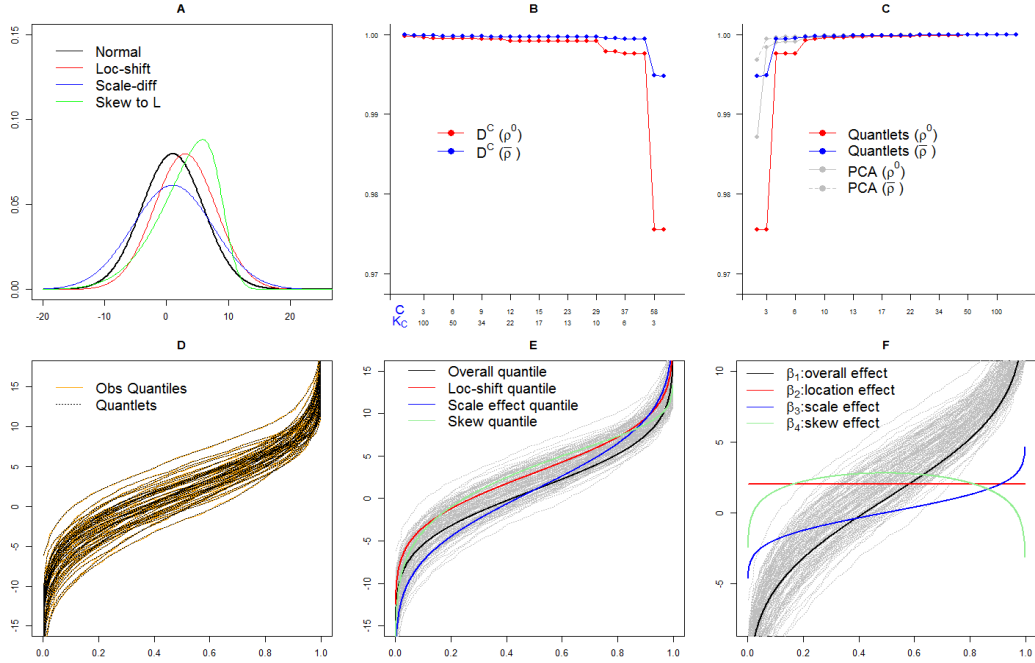 A
0.15
0.10
0.05
0.00
Normal
Loc-shift
Scale-diff
Skew to L
-20 -10 0 10 20
B
1.00
0.99
0.98
0.97
D^C (ρ^0)
D^C (ρ̅)
C 3 6 9 12 15 23 29 37 58
K_C 100 50 34 22 17 13 10 6 3
C
1.00
0.99
0.98
0.97
Quantlets (ρ^0)
Quantlets (ρ̅)
PCA (ρ^0)
PCA (ρ̅)
3 6 10 13 17 22 34 50 100
D
15
10
5
0
-5
-10
-15
Obs Quantiles
Quantlets
0.0 0.2 0.4 0.6 0.8 1.0
E
15
10
5
0
-5
-10
-15
Overall quantile
Loc-shift quantile
Scale effect quantile
Skew quantile
0.0 0.2 0.4 0.6 0.8 1.0
F
10
5
0
-5
β₁:overall effect
β₂:location effect
β₃:scale effect
β₄:skew effect
0.0 0.2 0.4 0.6 0.8 1.0